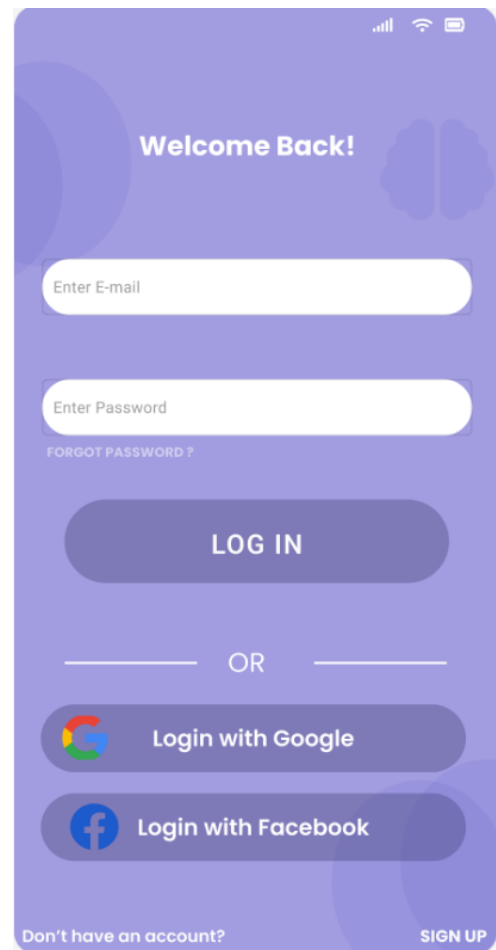 Welcome Back!
Enter E-mail
Enter Password
FORGOT PASSWORD ?
LOG IN
OR
Login with Google
Login with Facebook
Don't have an account? SIGN UP